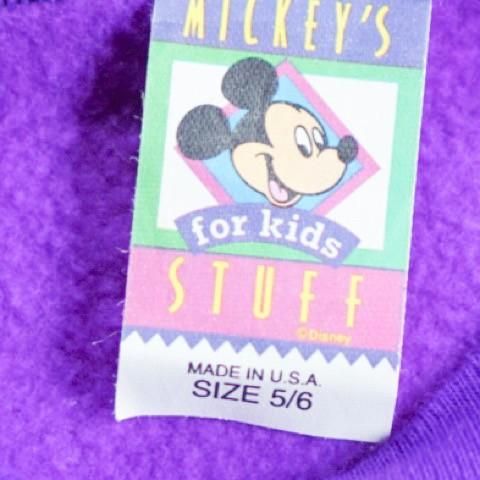 MICKEY'S
for kids
STUFF
©Disney
MADE IN U.S.A.
SIZE 5/6